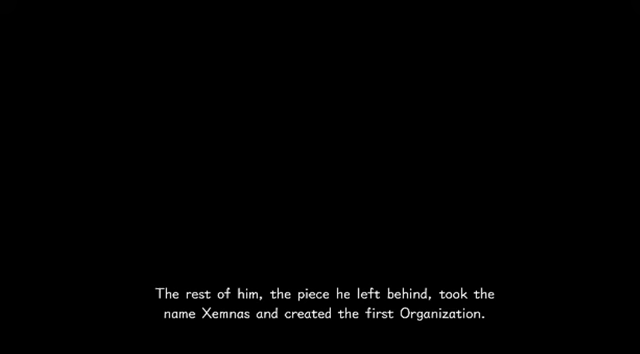 The rest of him, the piece he left behind, took the
name Xemnas and created the first Organization.